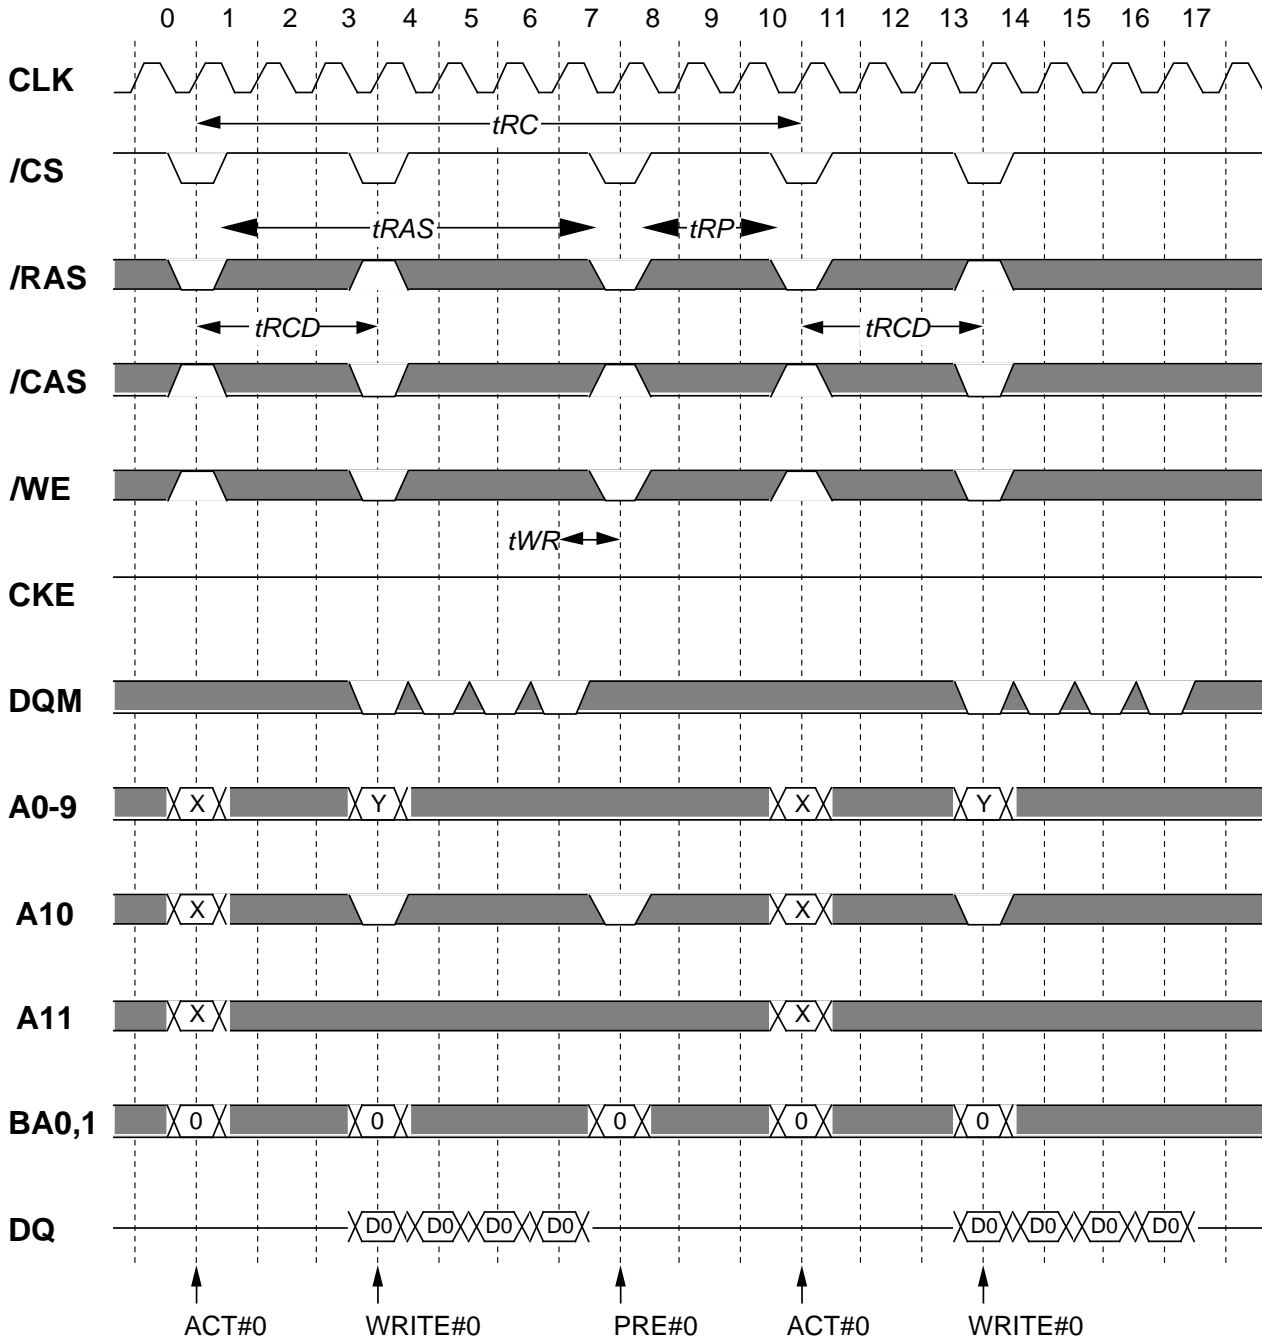 0 1 2 3 4 5 6 7 8 9 10 11 12 13 14 15 16 17
CLK
tRC
/CS
tRAS tRP
/RAS
tRCD tRCD
/CAS
/WE
tWR
CKE
DQM
A0-9 X Y X Y
A10 X X
A11 X X
BA0,1 0 0 0 0 0
DQ D0 D0 D0 D0 D0 D0 D0 D0
ACT#0 WRITE#0 PRE#0 ACT#0 WRITE#0